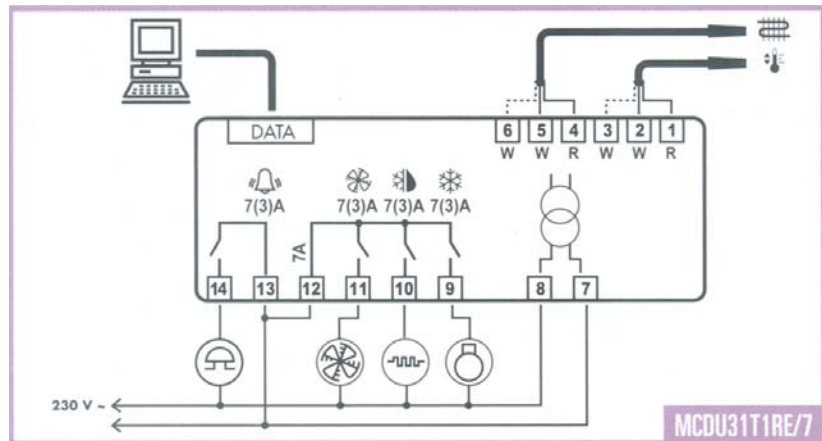 DATA
6 5 4 3 2 1
W W R W W R
7(3)A 7(3)A 7(3)A 7(3)A
7A
14 13 12 11 10 9 8 7
230 V ~
MCDU31T1RE/7